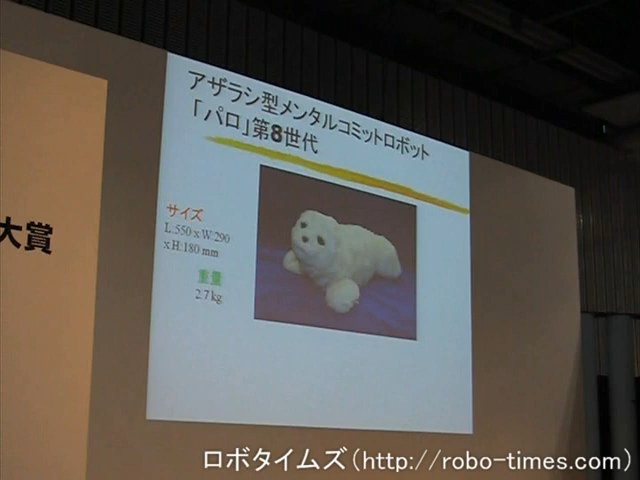 アザラシ型メンタルコミットロボット
「パロ」第8世代
サイズ
L:550 x W:290
x H:180 mm
重量
2.7kg
大賞
ロボタイムズ(http://robo-times.com)